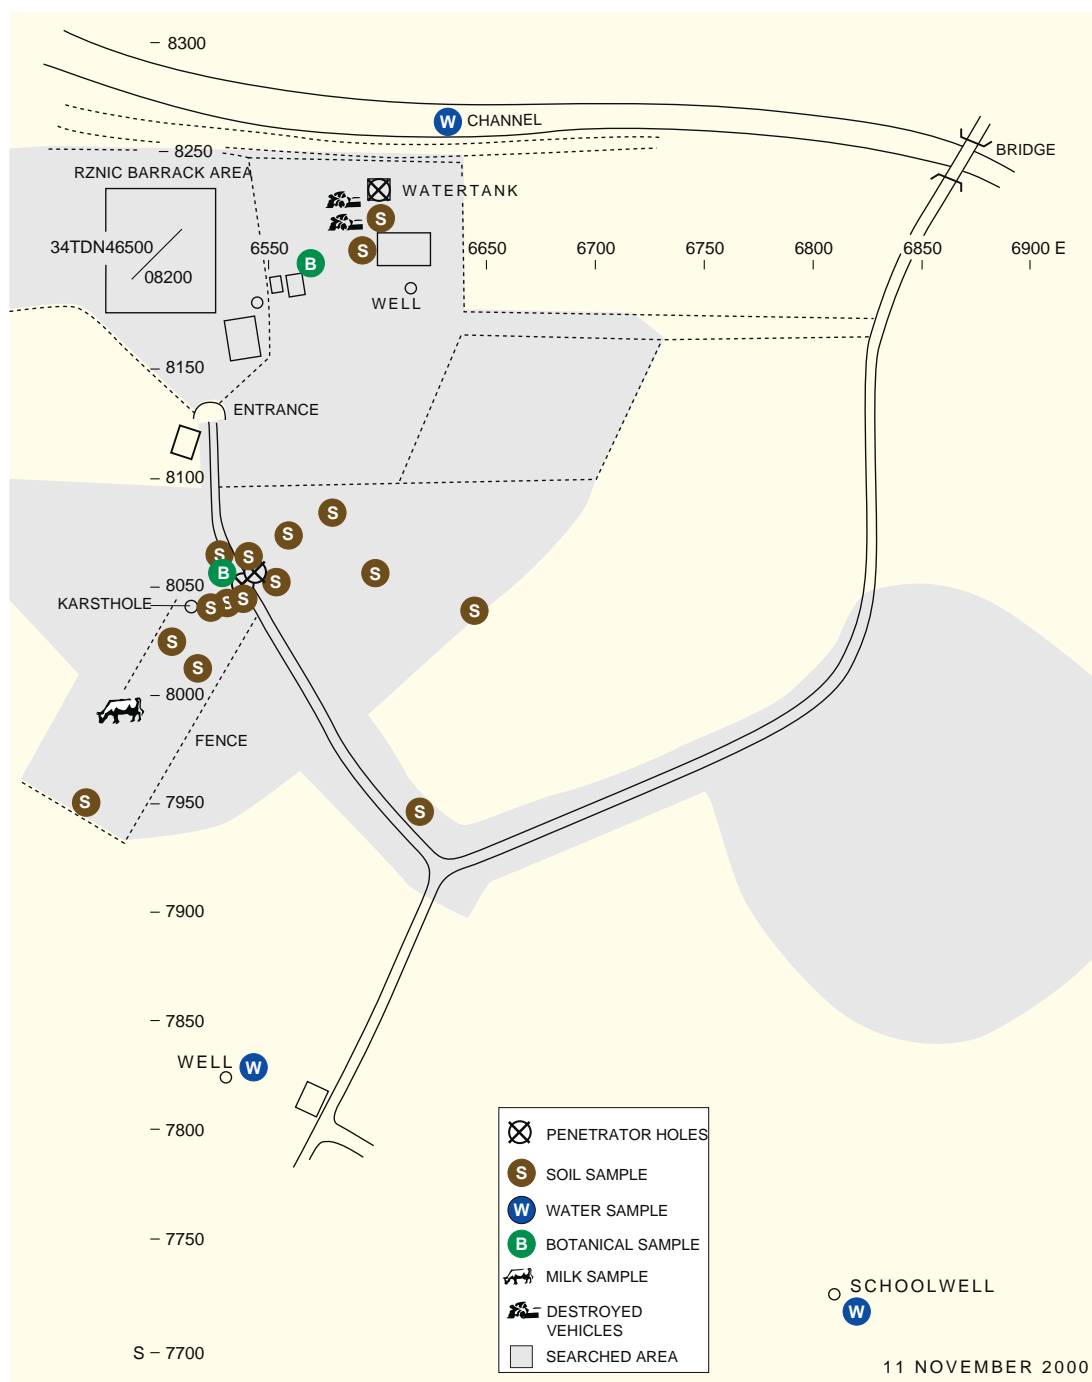 – 8300
W CHANNEL
– 8250
BRIDGE
RZNIC BARRACK AREA
WATERTANK
S
34TDN46500
08200
6550
S
6650
6700
6750
6800
6850
6900 E
B
WELL
– 8150
ENTRANCE
– 8100
S
S
S
S
B
S
S
– 8050
KARSTHOLE
S
S
S
S
S
S
– 8000
FENCE
S
– 7950
S
– 7900
– 7850
WELL
W
– 7800
PENETRATOR HOLES
S SOIL SAMPLE
W WATER SAMPLE
B BOTANICAL SAMPLE
– 7750
MILK SAMPLE
SCHOOLWELL
W
DESTROYED
VEHICLES
S – 7700
SEARCHED AREA
11 NOVEMBER 2000